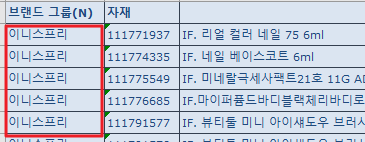 브랜드 그룹(N) 자재
이니스프리 111771937 IF. 리얼 컬러 네일 75 6ml
이니스프리 111774335 IF. 네일 베이스코트 6ml
이니스프리 111775549 IF. 미네랄극세사팩트21호 11G AD
이니스프리 111776685 IF.마이퍼퓸드바디블랙체리바디로
이니스프리 111791577 IF. 뷰티툴 미니 아이섀도우 브러시